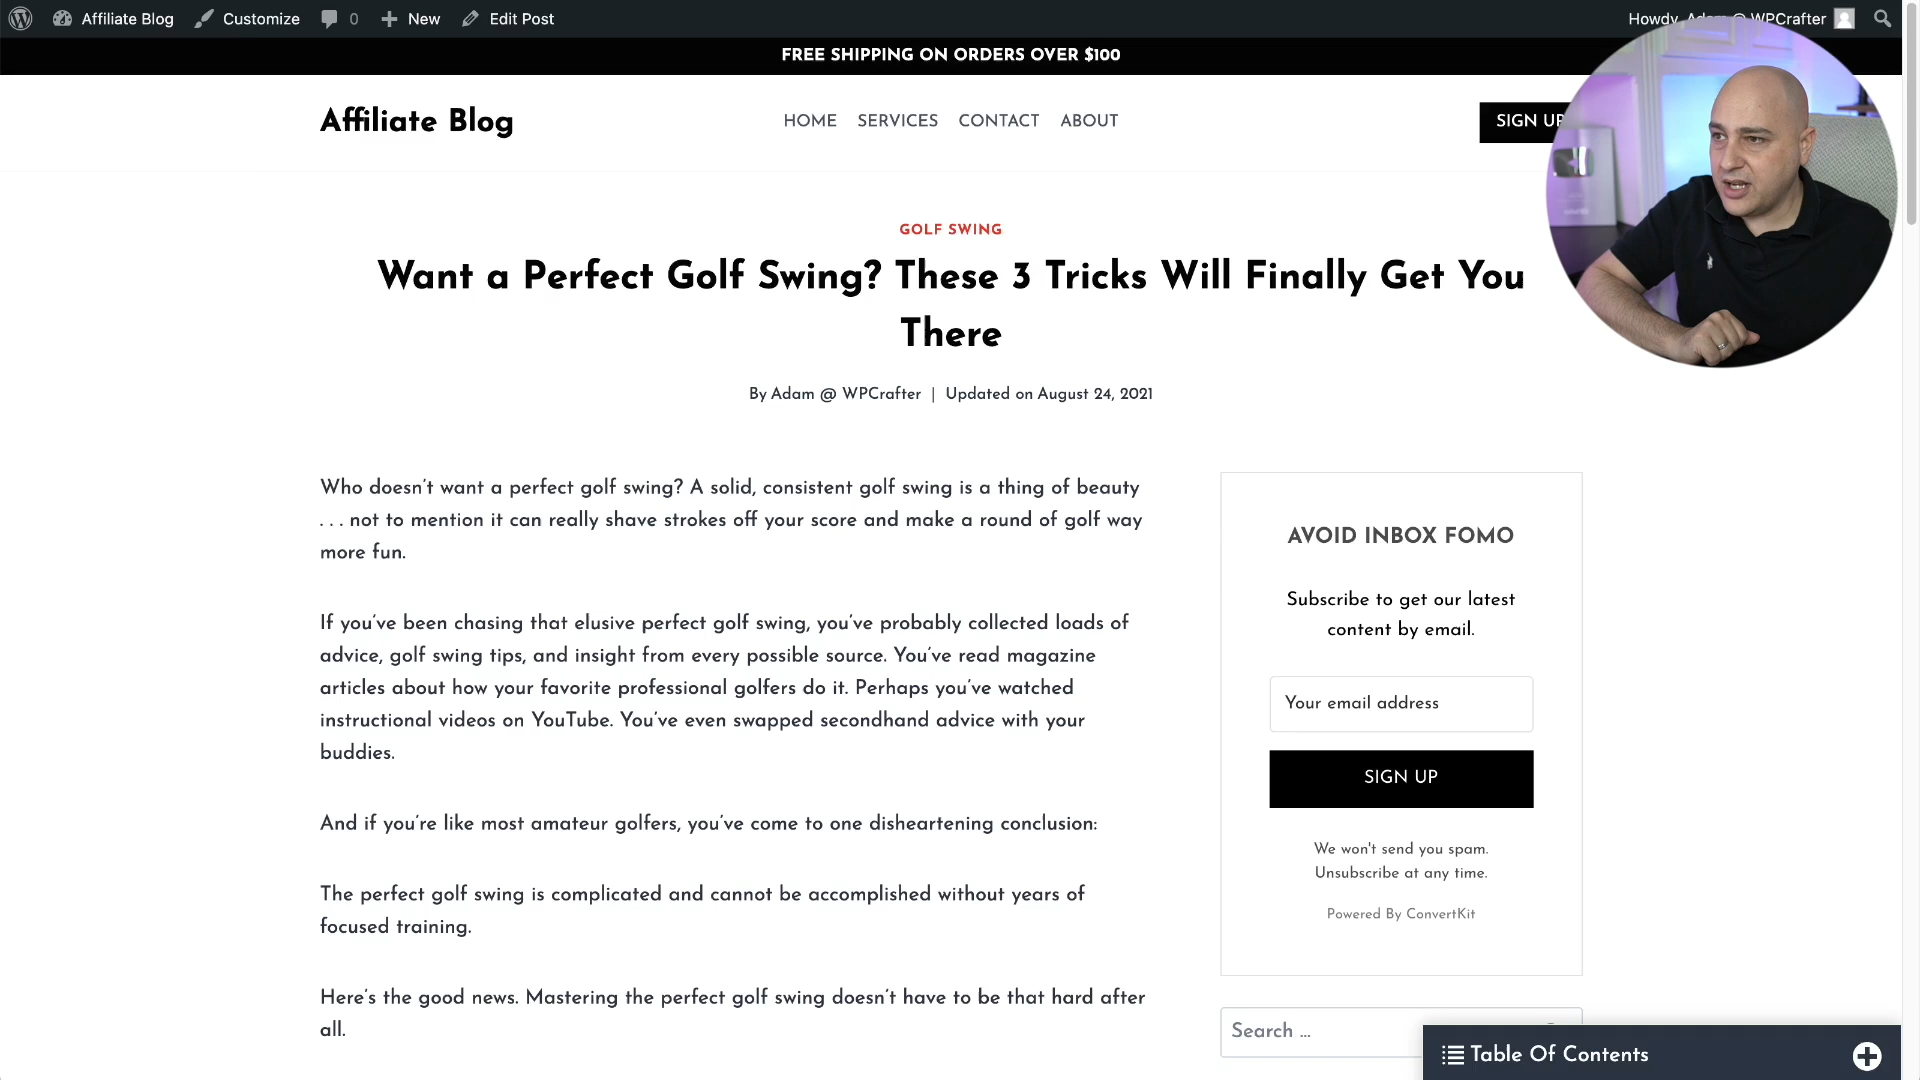 Affiliate Blog Customize 0 New Edit Post Howdy, Adam @ WPCrafter
FREE SHIPPING ON ORDERS OVER $100
Affiliate Blog
HOME SERVICES CONTACT ABOUT
SIGN UP
GOLF SWING
Want a Perfect Golf Swing? These 3 Tricks Will Finally Get You
There
By Adam @ WPCrafter | Updated on August 24, 2021
Who doesn't want a perfect golf swing? A solid, consistent golf swing is a thing of beauty
. . . not to mention it can really shave strokes off your score and make a round of golf way
more fun.
If you've been chasing that elusive perfect golf swing, you've probably collected loads of
advice, golf swing tips, and insight from every possible source. You've read magazine
articles about how your favorite professional golfers do it. Perhaps you've watched
instructional videos on YouTube. You've even swapped secondhand advice with your
buddies.
And if you're like most amateur golfers, you've come to one disheartening conclusion:
The perfect golf swing is complicated and cannot be accomplished without years of
focused training.
Here's the good news. Mastering the perfect golf swing doesn't have to be that hard after
all.
AVOID INBOX FOMO
Subscribe to get our latest
content by email.
Your email address
SIGN UP
We won't send you spam.
Unsubscribe at any time.
Powered By ConvertKit
Search ...
Table Of Contents